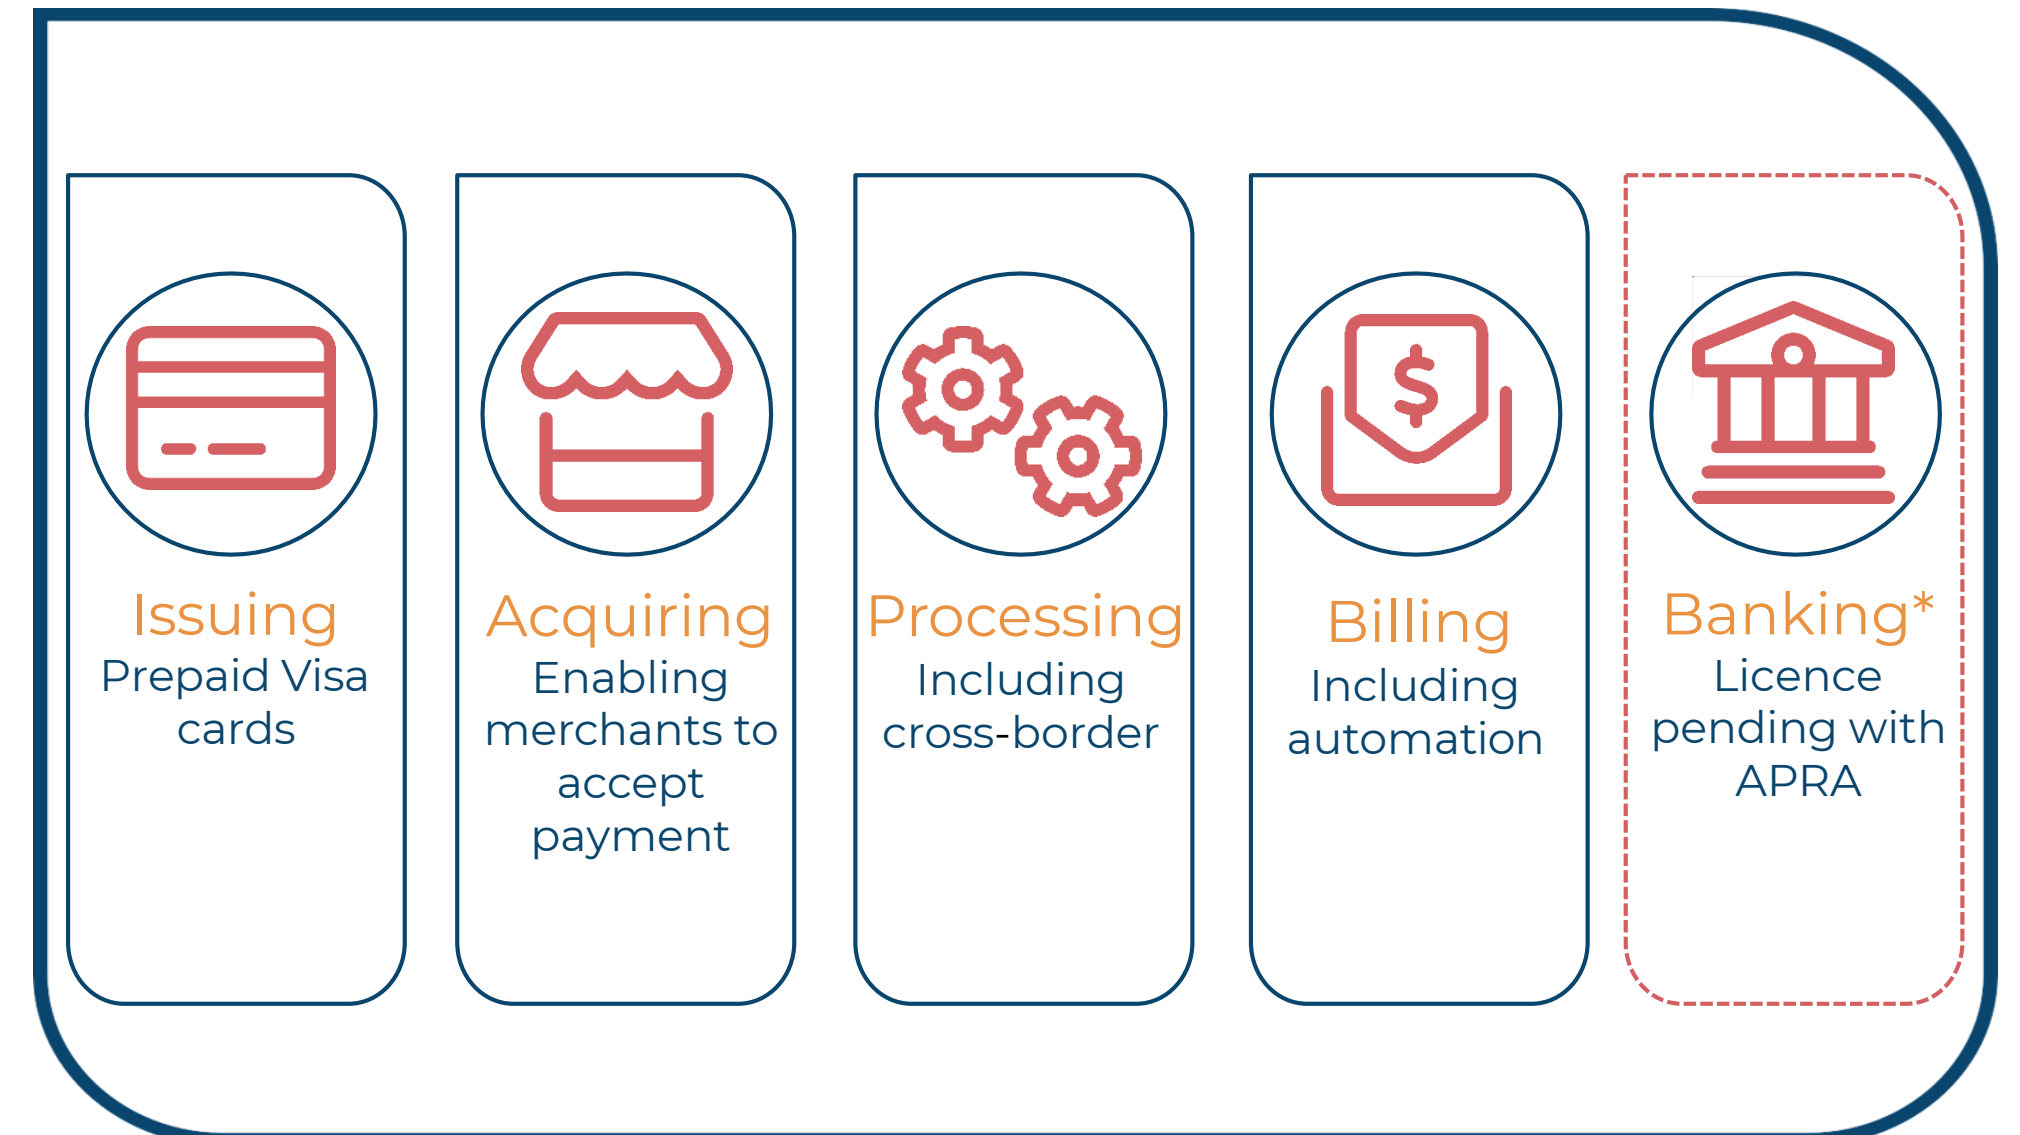 Issuing
Prepaid Visa
cards
Acquiring
Enabling
merchants to
accept
payment
Processing
Including
cross-border
$
Billing
Including
automation
Banking*
Licence
pending with
APRA